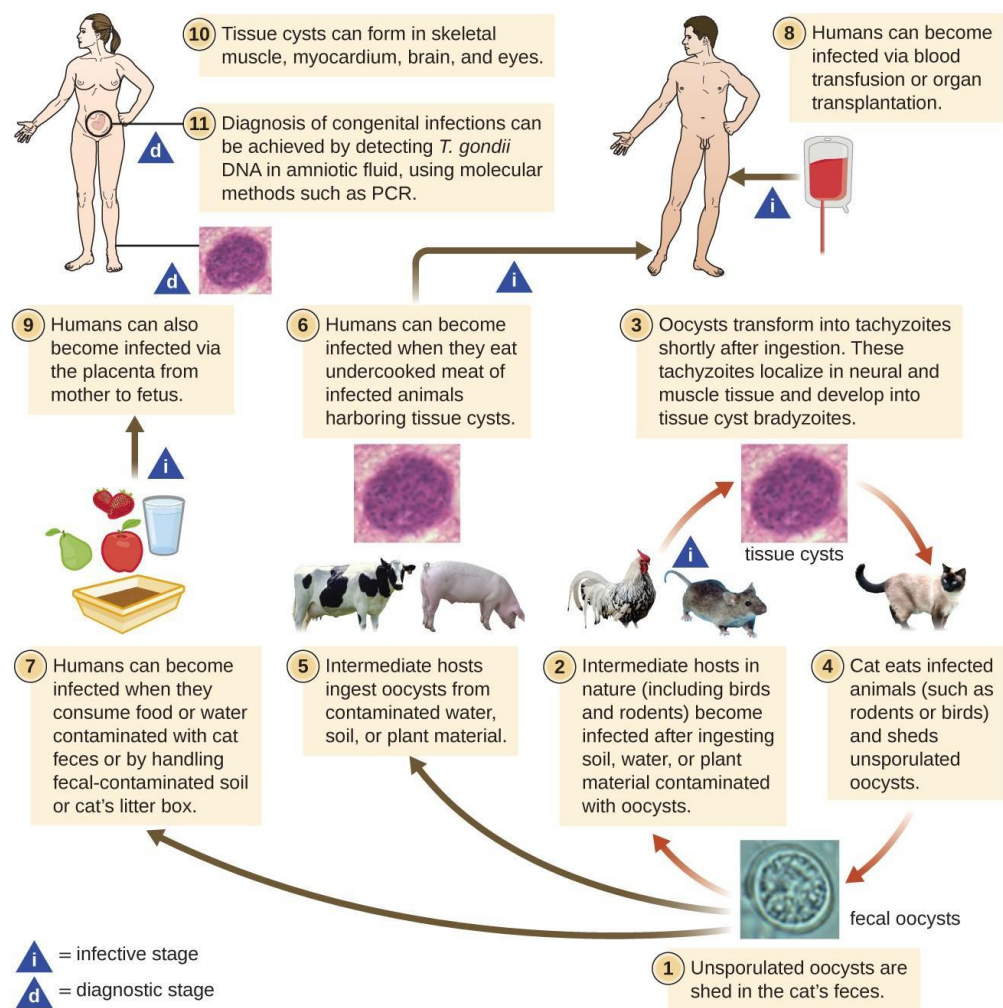 10 Tissue cysts can form in skeletal
muscle, myocardium, brain, and eyes.
11 Diagnosis of congenital infections can
be achieved by detecting T. gondii
DNA in amniotic fluid, using molecular
methods such as PCR.
d
d
8 Humans can become
infected via blood
transfusion or organ
transplantation.
i
i
9 Humans can also
become infected via
the placenta from
mother to fetus.
i
6 Humans can become
infected when they eat
undercooked meat of
infected animals
harboring tissue cysts.
3 Oocysts transform into tachyzoites
shortly after ingestion. These
tachyzoites localize in neural and
muscle tissue and develop into
tissue cyst bradyzoites.
i
tissue cysts
7 Humans can become
infected when they
consume food or water
contaminated with cat
feces or by handling
fecal-contaminated soil
or cat’s litter box.
5 Intermediate hosts
ingest oocysts from
contaminated water,
soil, or plant material.
2 Intermediate hosts in
nature (including birds
and rodents) become
infected after ingesting
soil, water, or plant
material contaminated
with oocysts.
4 Cat eats infected
animals (such as
rodents or birds)
and sheds
unsporulated
oocysts.
fecal oocysts
1 Unsporulated oocysts are
shed in the cat’s feces.
i = infective stage
d = diagnostic stage